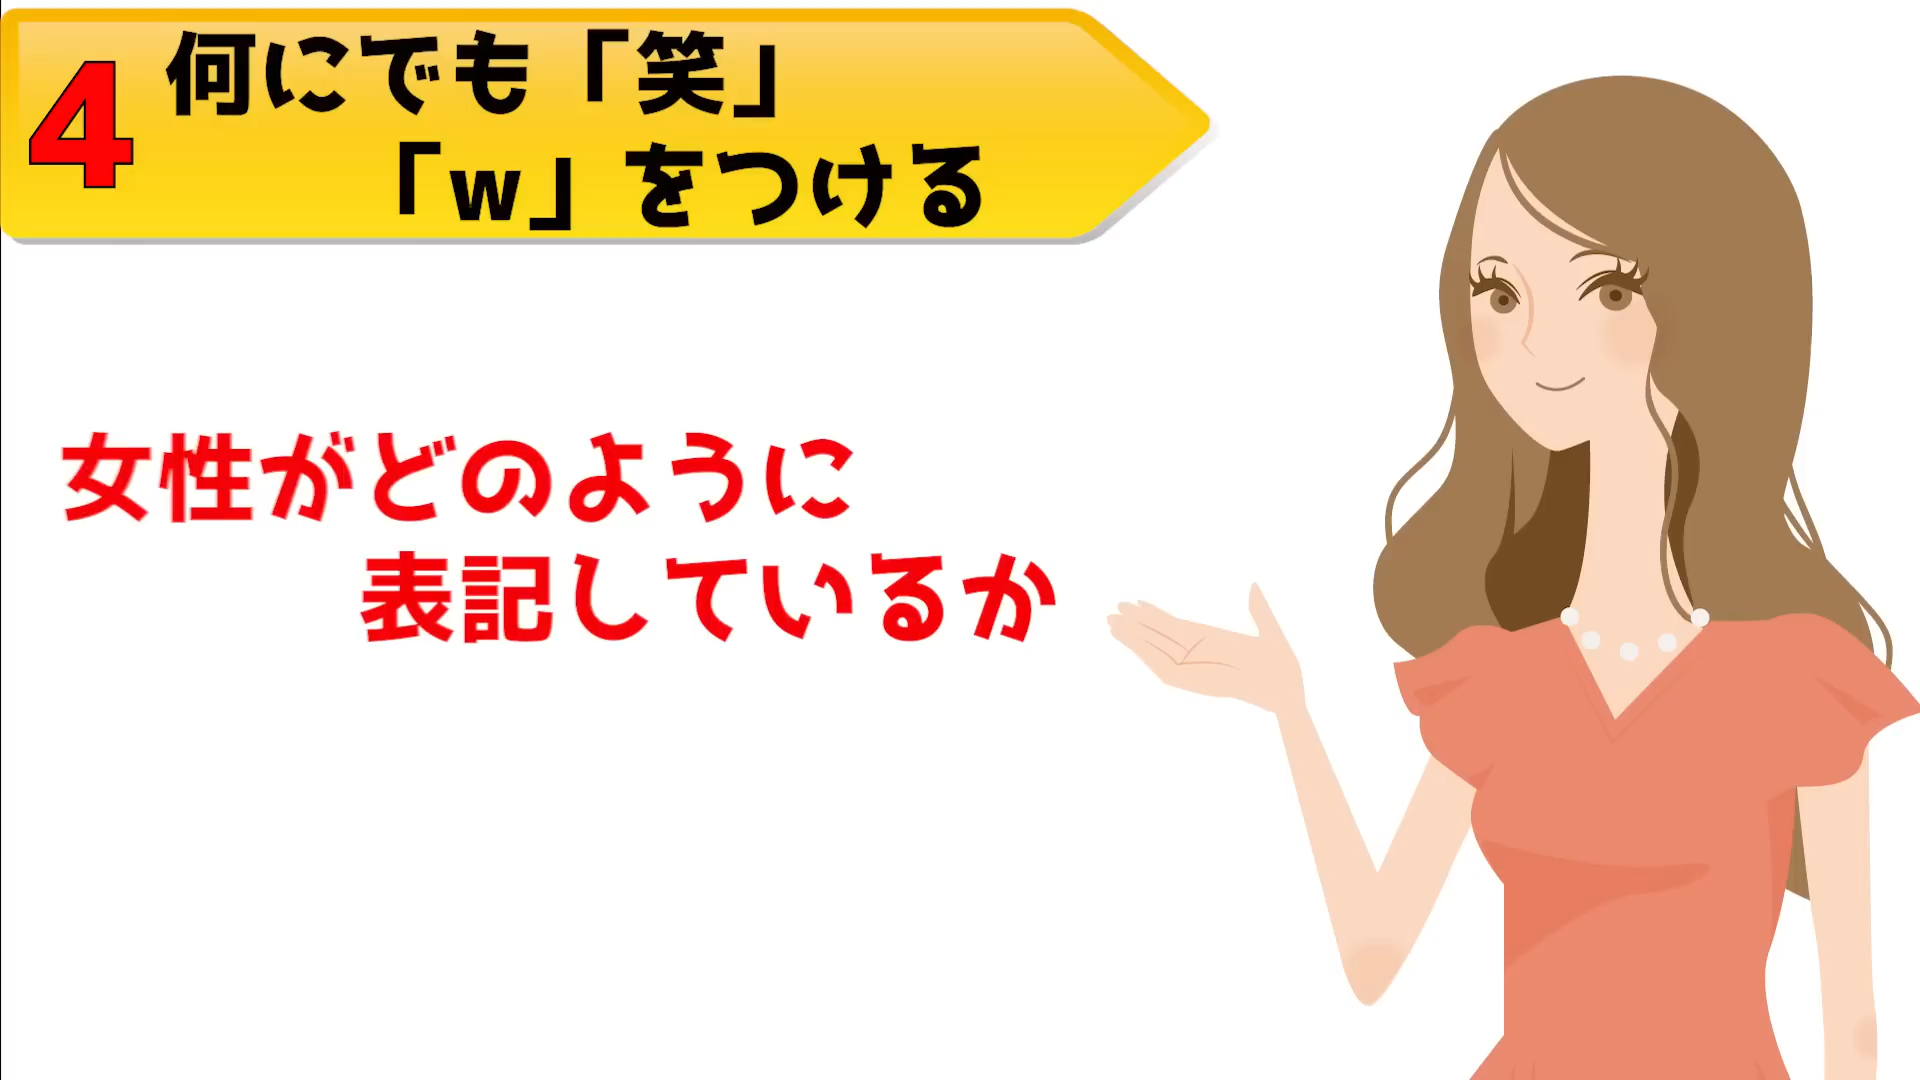 4
何にでも「笑」
「w」をつける
女性がどのように
表記しているか